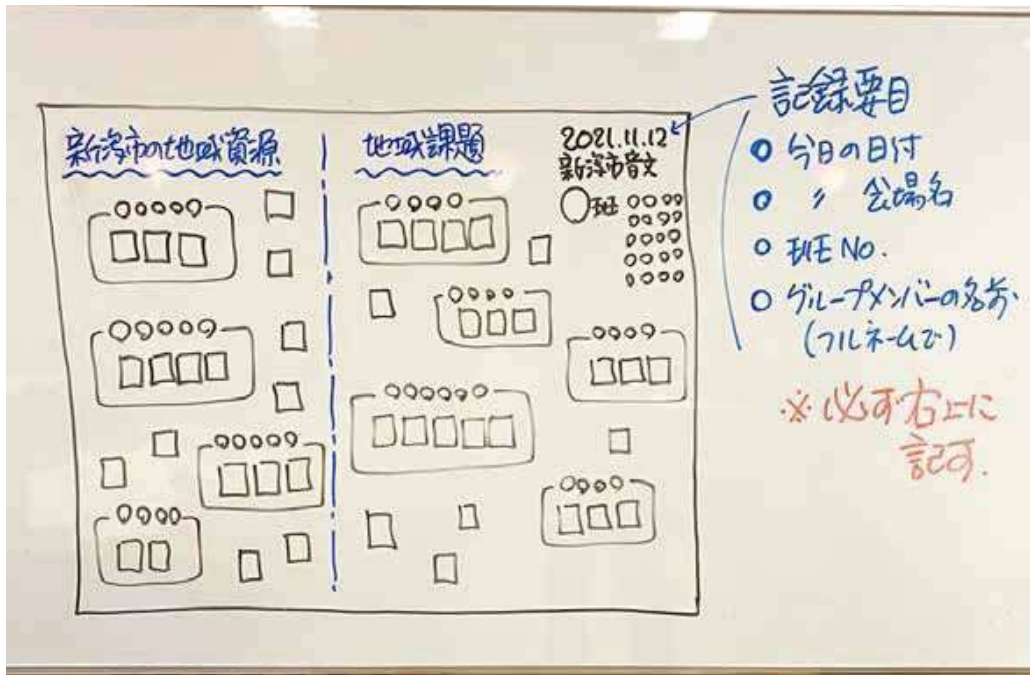 新潟市の地域資源
地域課題
2021.11.12
新潟市音文
○班 ○○○○
○○○○
○○○○
○○○○
○○○○
○○○○○
○○○○○
○○○○○
○○○○
○○○○
○○○○
○○○○
○○○○○○
○○○○
記録要目
○ 今日の日付
○ 〃 会場名
○ 班No.
○ グループメンバーの名前
(フルネームで)
※必ず右上に
記す.